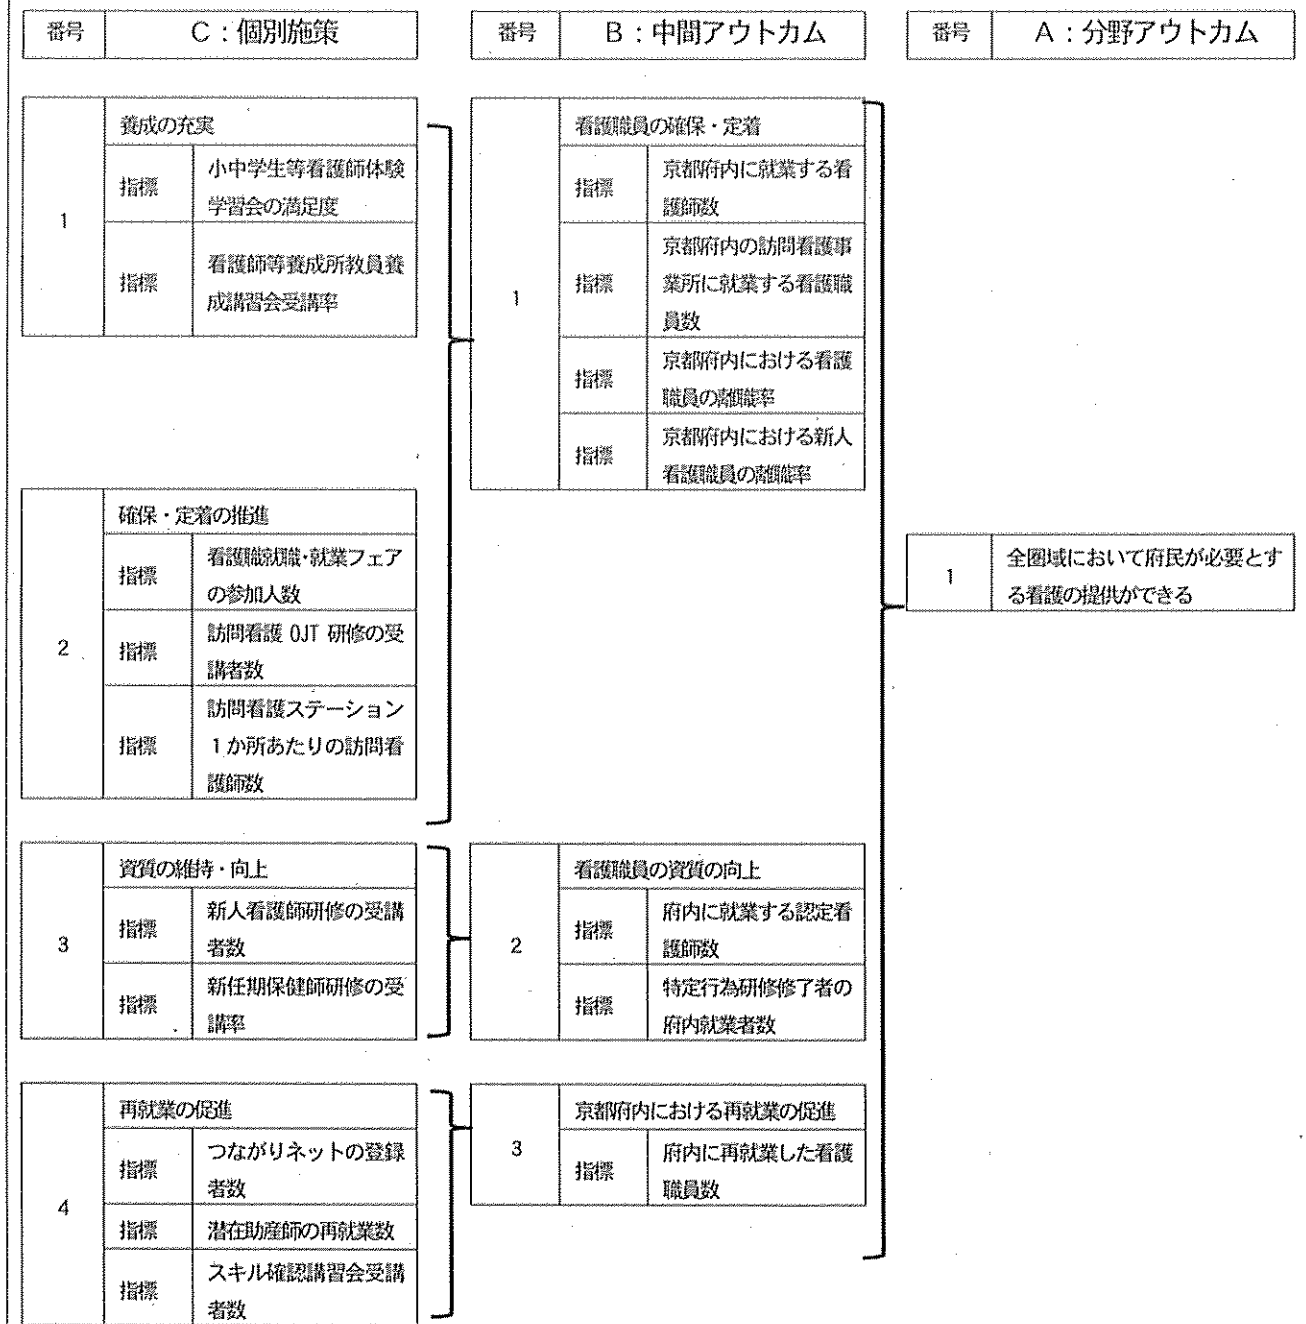 番号 C：個別施策
番号 B：中間アウトカム
番号 A：分野アウトカム
1
養成の充実
指標
小中学生等看護師体験
学習会の満足度
指標
看護師等養成所教員養
成講習会受講率
2
確保・定着の推進
指標
看護職就職・就業フェア
の参加人数
指標
訪問看護 OJT 研修の受
講者数
指標
訪問看護ステーション
１か所あたりの訪問看
護師数
3
資質の維持・向上
指標
新人看護師研修の受講
者数
指標
新任期保健師研修の受
講率
4
再就業の促進
指標
つながりネットの登録
者数
指標
潜在助産師の再就業数
指標
スキル確認講習会受講
者数
1
看護職員の確保・定着
指標
京都府内に就業する看
護師数
指標
京都府内の訪問看護事
業所に就業する看護職
員数
指標
京都府内における看護
職員の離職率
指標
京都府内における新人
看護職員の離職率
2
看護職員の資質の向上
指標
府内に就業する認定看
護師数
指標
特定行為研修修了者の
府内就業者数
3
京都府内における再就業の促進
指標
府内に再就業した看護
職員数
1
全圏域において府民が必要とす
る看護の提供ができる